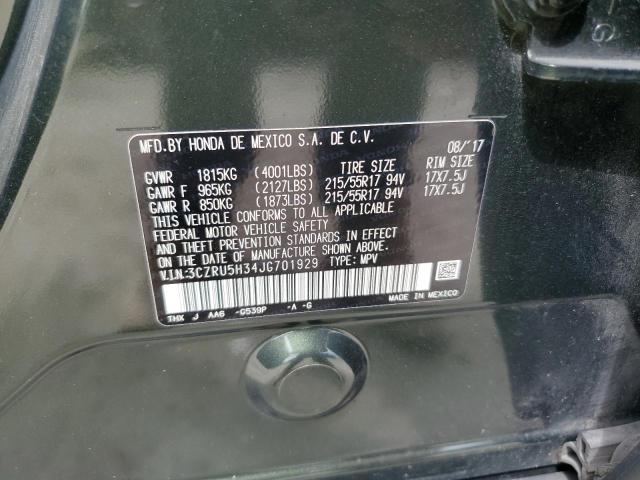 MFD.BY HONDA DE MEXICO S.A. DE C.V. 08/'17
GVWR 1815KG (4001LBS) TIRE SIZE RIM SIZE
GAWR F 965KG (2127LBS) 215/55R17 94V 17X7.5J
GAWR R 850KG (1873LBS) 215/55R17 94V 17X7.5J
THIS VEHICLE CONFORMS TO ALL APPLICABLE
FEDERAL MOTOR VEHICLE SAFETY
AND THEFT PREVENTION STANDARDS IN EFFECT
ON THE DATE OF MANUFACTURE SHOWN ABOVE.
V.I.N:3CZRU5H34JG701929 TYPE: MPV
THX J AA6 -G539P -A -G MADE IN MEXICO